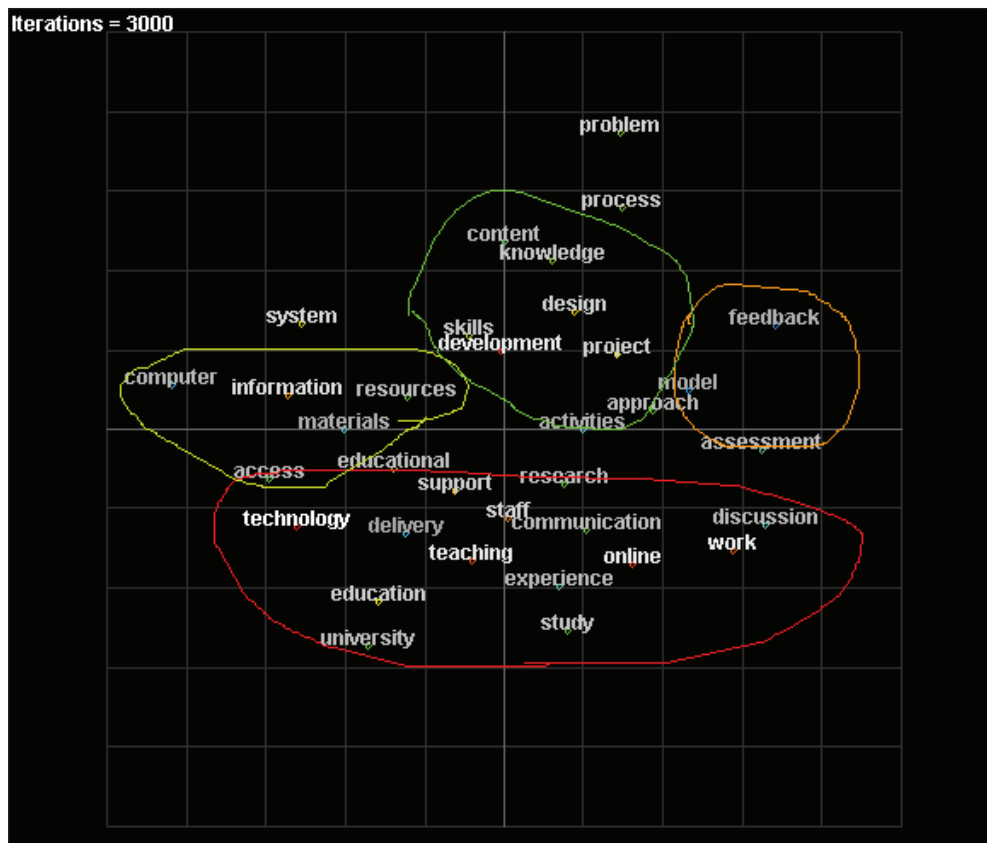 Iterations = 3000
problem
process
content
knowledge
design
system
feedback
skills
development
project
computer
information
resources
model
approach
materials
activities
assessment
educational
access
support
research
staff
technology
delivery
communication
discussion
teaching
online
work
experience
education
study
university